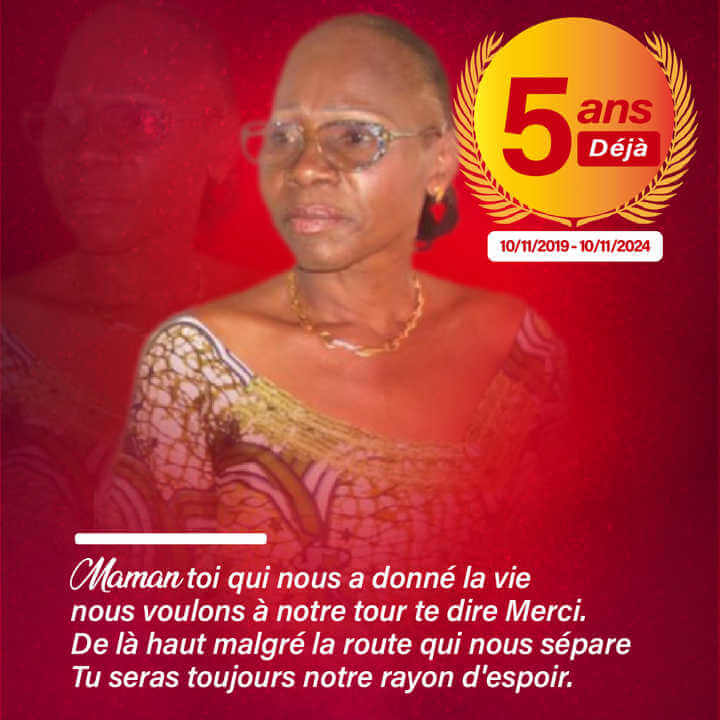 5 ans
Déjà
10/11/2019 - 10/11/2024
Maman toi qui nous a donné la vie
nous voulons à notre tour te dire Merci.
De là haut malgré la route qui nous sépare
Tu seras toujours notre rayon d'espoir.